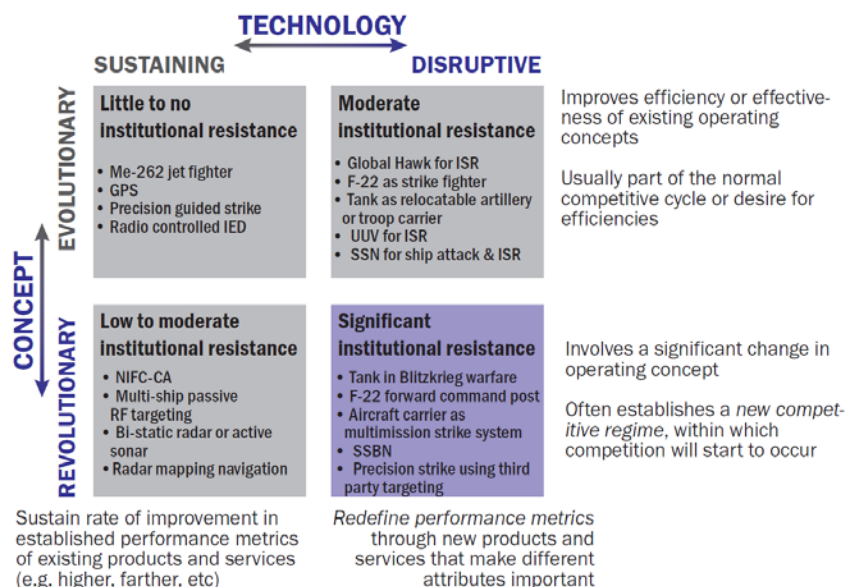 TECHNOLOGY
SUSTAINING
DISRUPTIVE
CONCEPT
EVOLUTIONARY
Little to no
institutional resistance
• Me-262 jet fighter
• GPS
• Precision guided strike
• Radio controlled IED
Moderate
institutional resistance
• Global Hawk for ISR
• F-22 as strike fighter
• Tank as relocatable artillery
or troop carrier
• UUV for ISR
• SSN for ship attack & ISR
Improves efficiency or effective-
ness of existing operating
concepts
Usually part of the normal
competitive cycle or desire for
efficiencies
REVOLUTIONARY
Low to moderate
institutional resistance
• NIFC-CA
• Multi-ship passive
RF targeting
• Bi-static radar or active
sonar
• Radar mapping navigation
Significant
institutional resistance
• Tank in Blitzkrieg warfare
• F-22 forward command post
• Aircraft carrier as
multimission strike system
• SSBN
• Precision strike using third
party targeting
Involves a significant change in
operating concept
Often establishes a new compet-
itive regime, within which
competition will start to occur
Sustain rate of improvement in
established performance metrics
of existing products and services
(e.g. higher, farther, etc)
Redefine performance metrics
through new products and
services that make different
attributes important